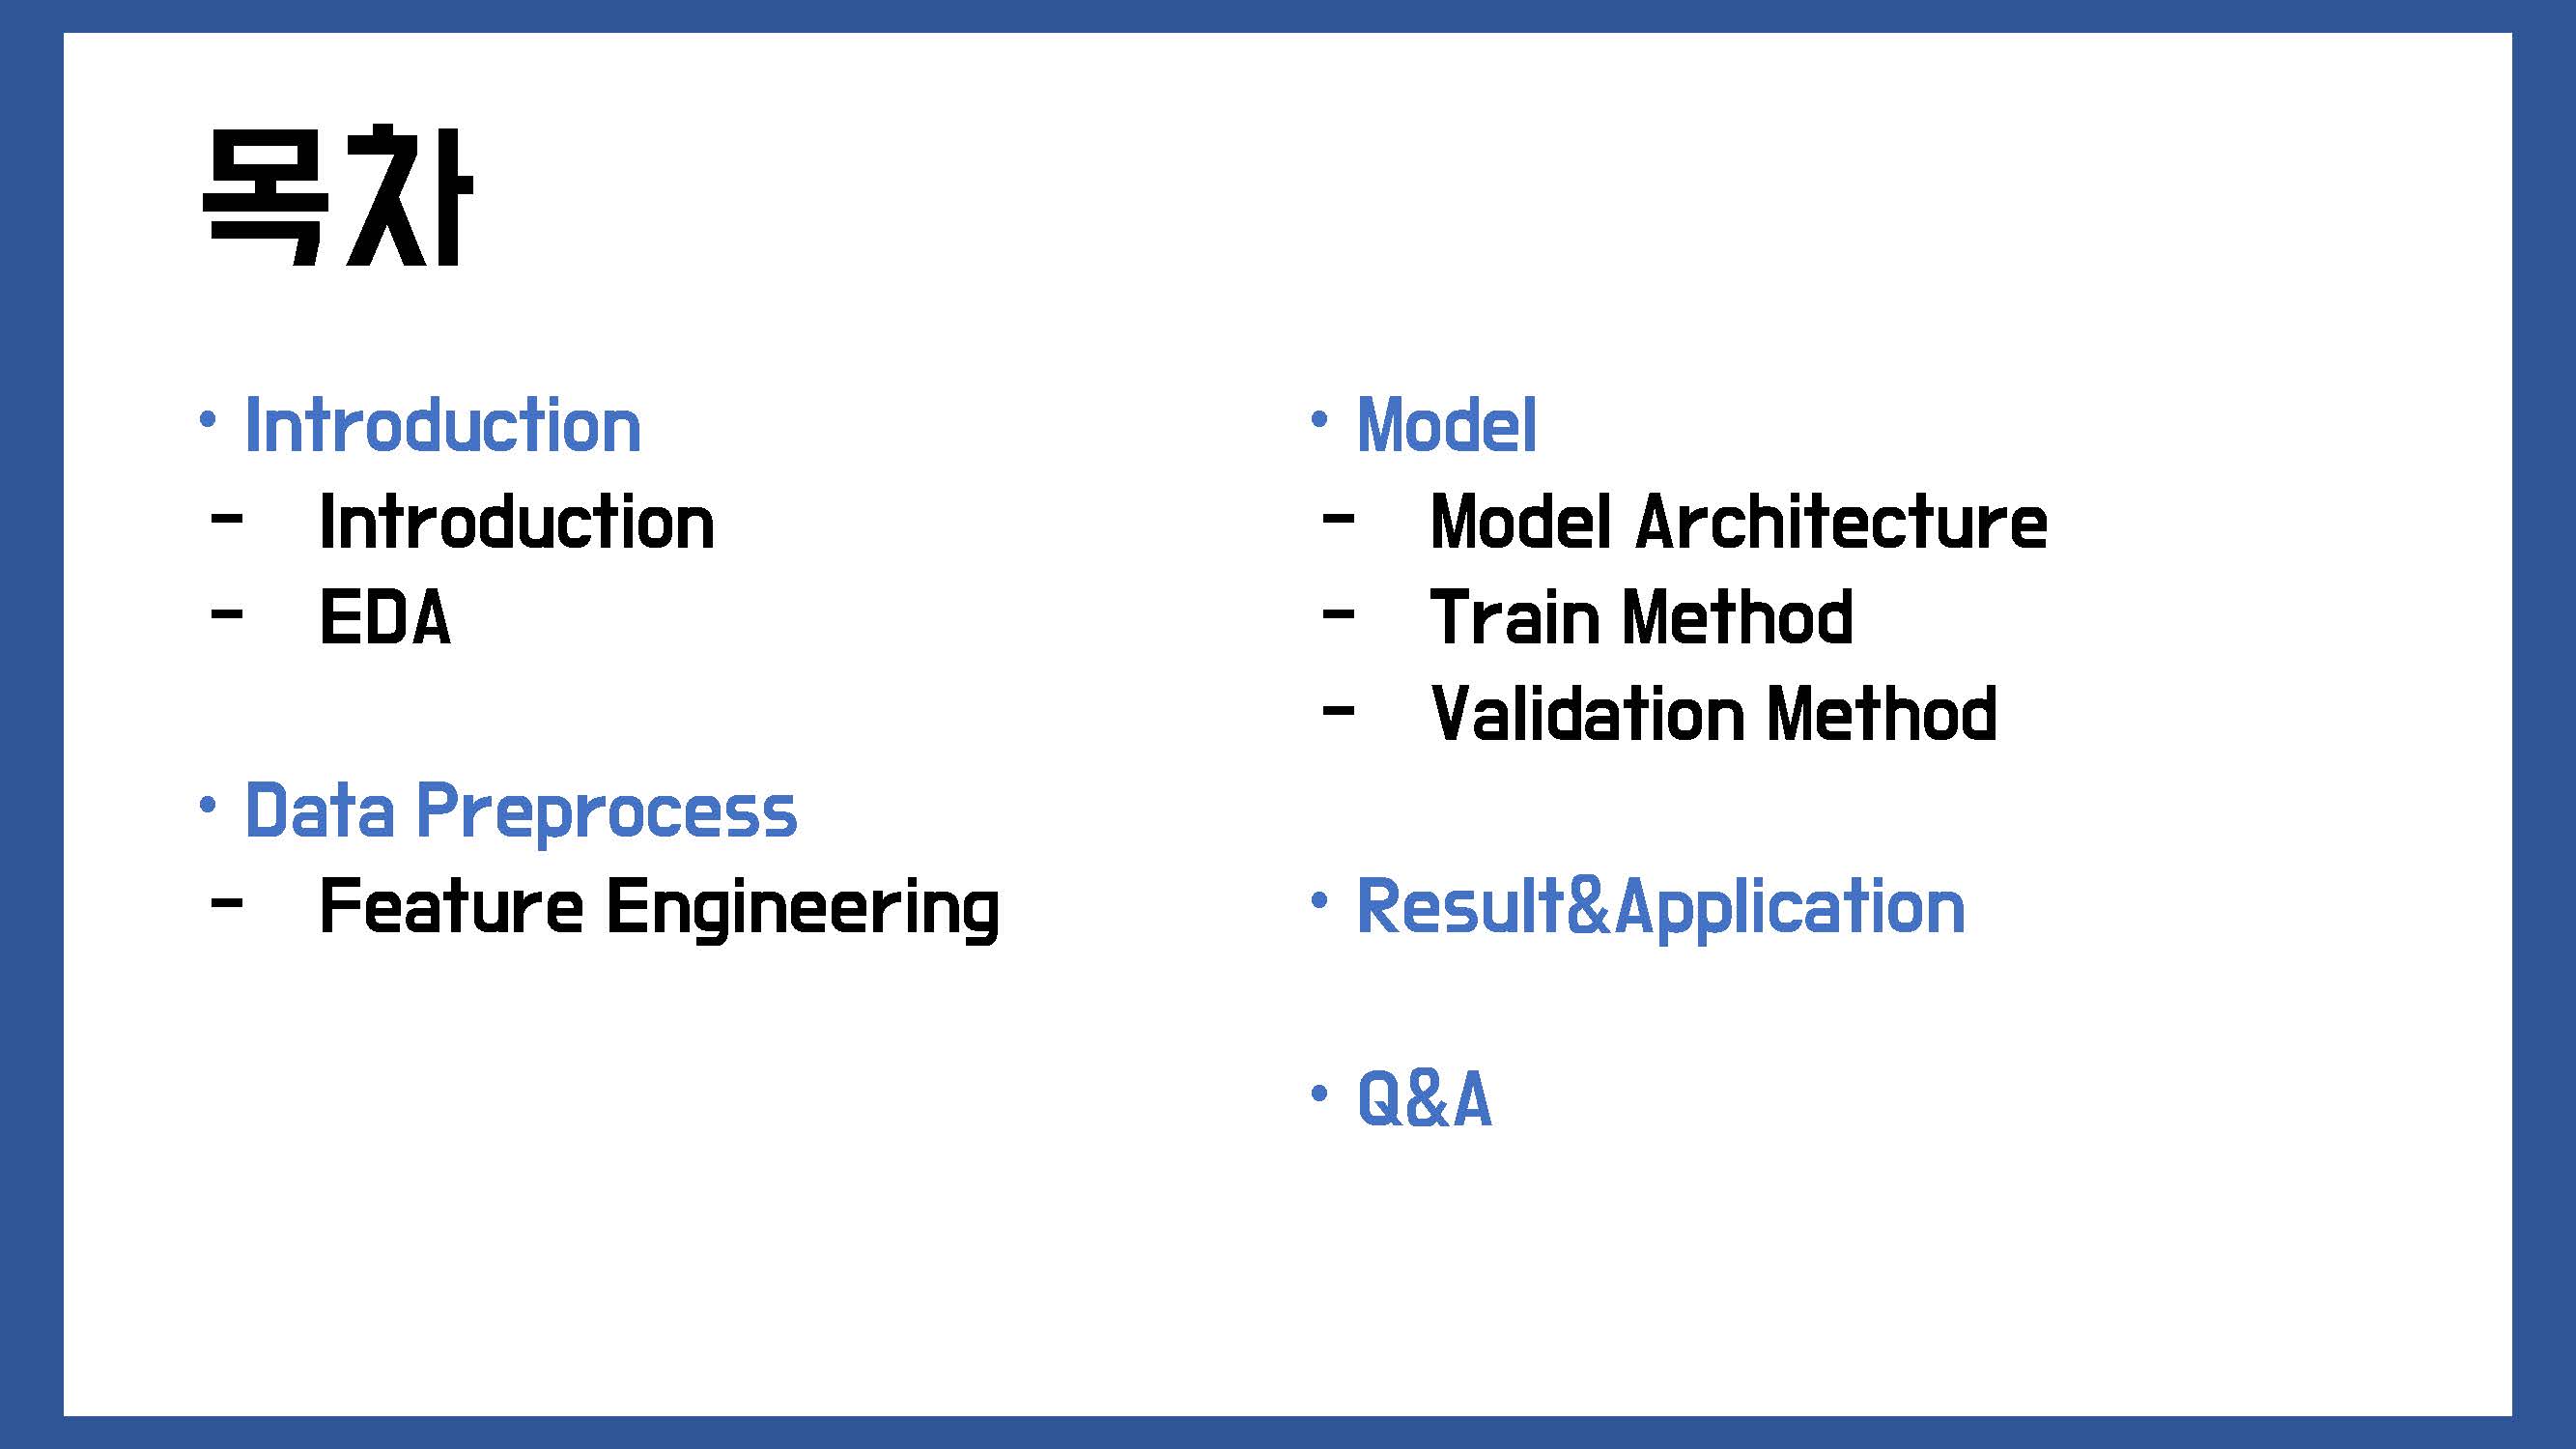 목차
• Introduction
- Introduction
- EDA
• Data Preprocess
- Feature Engineering
• Model
- Model Architecture
- Train Method
- Validation Method
• Result&Application
• Q&A